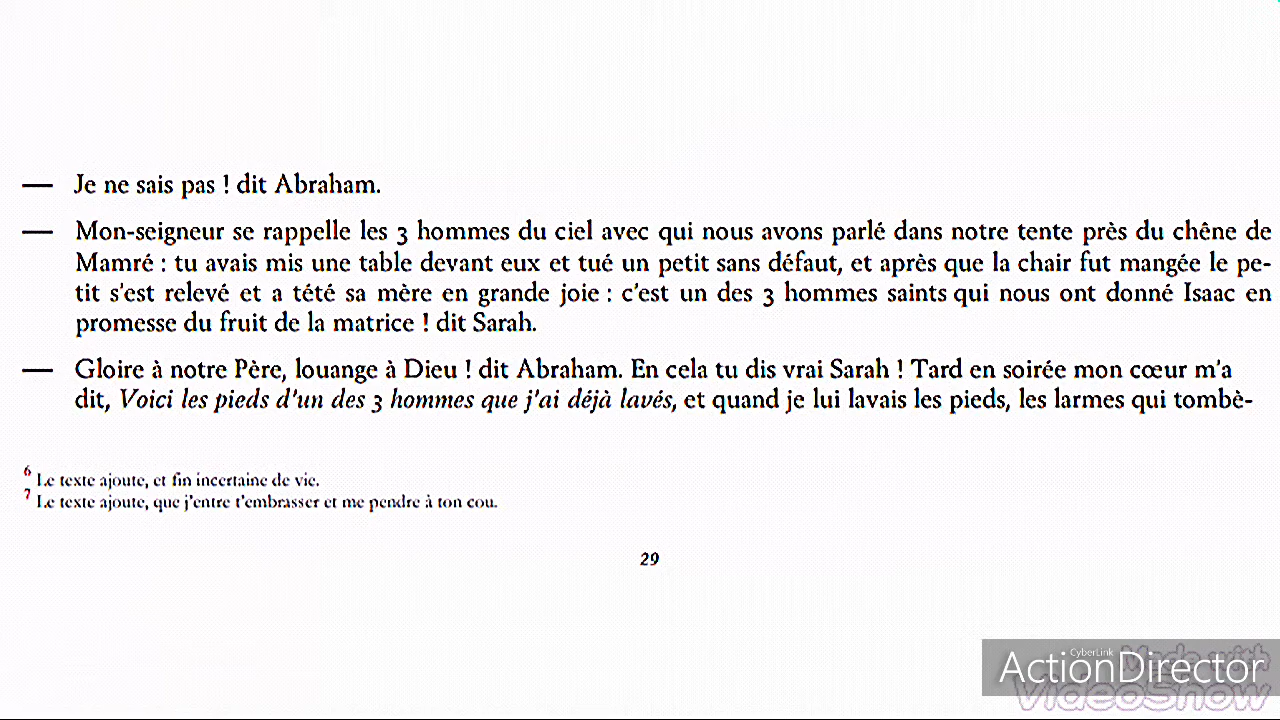 — Je ne sais pas ! dit Abraham.
— Mon-seigneur se rappelle les 3 hommes du ciel avec qui nous avons parlé dans notre tente près du chêne de
Mamré : tu avais mis une table devant eux et tué un petit sans défaut, et après que la chair fut mangée le pe-
tit s'est relevé et a tété sa mère en grande joie : c'est un des 3 hommes saints qui nous ont donné Isaac en
promesse du fruit de la matrice ! dit Sarah.
— Gloire à notre Père, louange à Dieu ! dit Abraham. En cela tu dis vrai Sarah ! Tard en soirée mon cœur m'a
dit, Voici les pieds d'un des 3 hommes que j'ai déjà lavés, et quand je lui lavais les pieds, les larmes qui tombè-
6 Le texte ajoute, et fin incertaine de vie.
7 Le texte ajoute, que j'entre t'embrasser et me pendre à ton cou.
29
Made with
CyberLink
ActionDirector
VideoShow